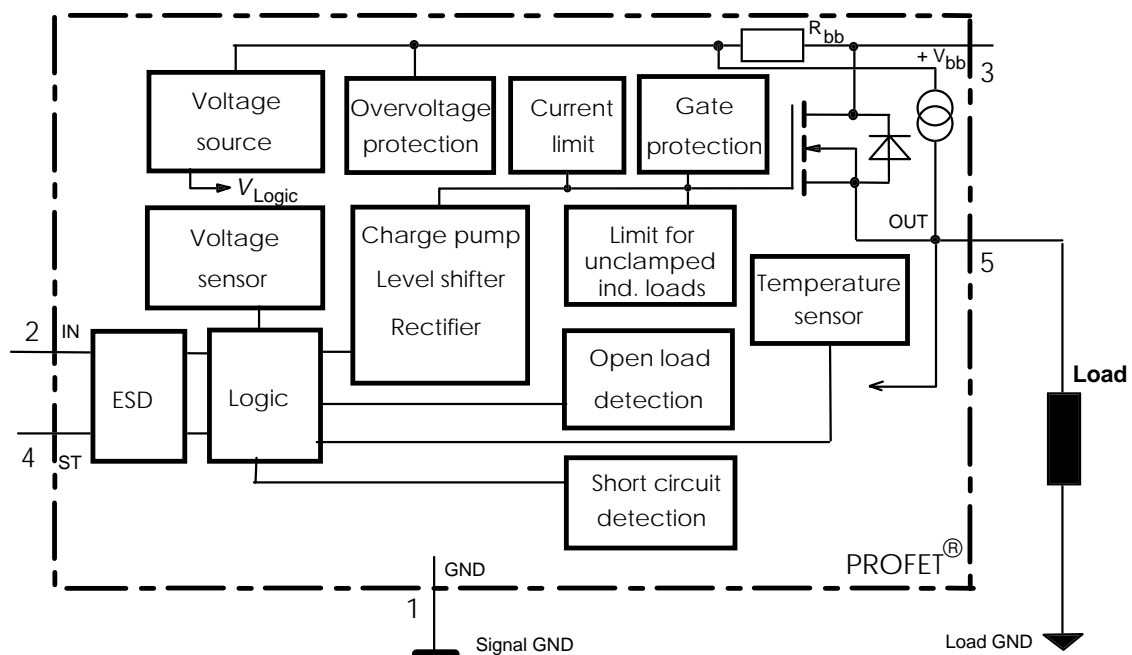 R bb
+ V bb
3
Voltage
source
Overvoltage
protection
Current
limit
Gate
protection
V Logic
Voltage
sensor
Charge pump
Level shifter
Rectifier
Limit for
unclamped
ind. loads
OUT
5
Temperature
sensor
2
IN
ESD
Logic
Open load
detection
Load
4
ST
Short circuit
detection
PROFET®
GND
1
Signal GND
Load GND